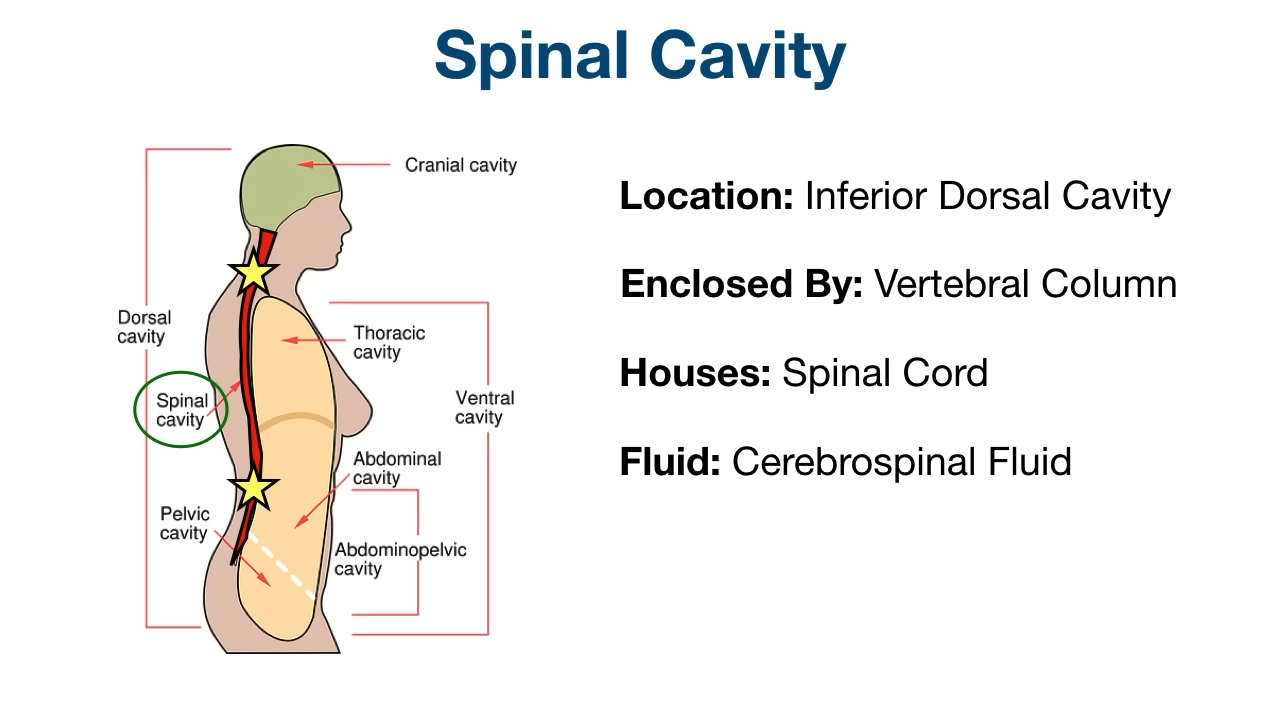 Spinal Cavity
Cranial cavity
Dorsal
cavity
Thoracic
cavity
Spinal
cavity
Ventral
cavity
Abdominal
cavity
Pelvic
cavity
Abdominopelvic
cavity
Location: Inferior Dorsal Cavity
Enclosed By: Vertebral Column
Houses: Spinal Cord
Fluid: Cerebrospinal Fluid